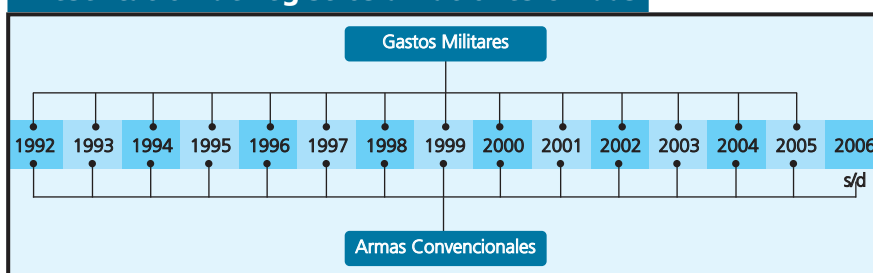 Gastos Militares
1992 1993 1994 1995 1996 1997 1998 1999 2000 2001 2002 2003 2004 2005 2006
s/d
Armas Convencionales